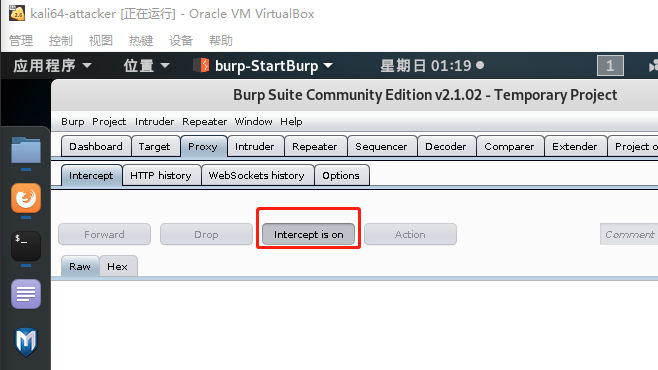 kali64-attacker [正在运行] - Oracle VM VirtualBox
管理 控制 视图 热键 设备 帮助
应用程序 位置 burp-StartBurp 星期日 01:19 1
Burp Suite Community Edition v2.1.02 - Temporary Project
Burp Project Intruder Repeater Window Help
Dashboard Target Proxy Intruder Repeater Sequencer Decoder Comparer Extender Project o
Intercept HTTP history WebSockets history Options
Forward Drop Intercept is on Action Comment
Raw Hex